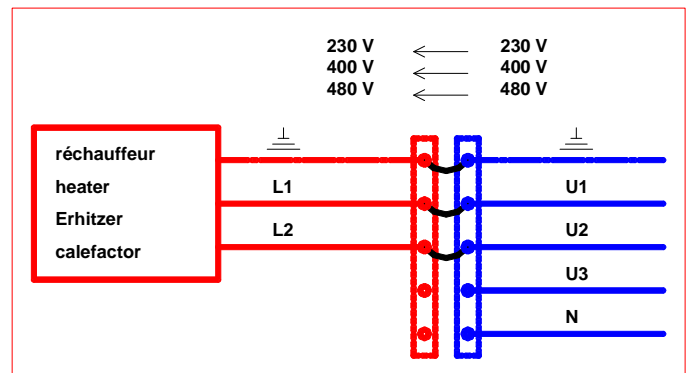 230 V 230 V
400 V 400 V
480 V 480 V
réchauffeur
heater L1 U1
Erhitzer L2 U2
calefactor
U3
N